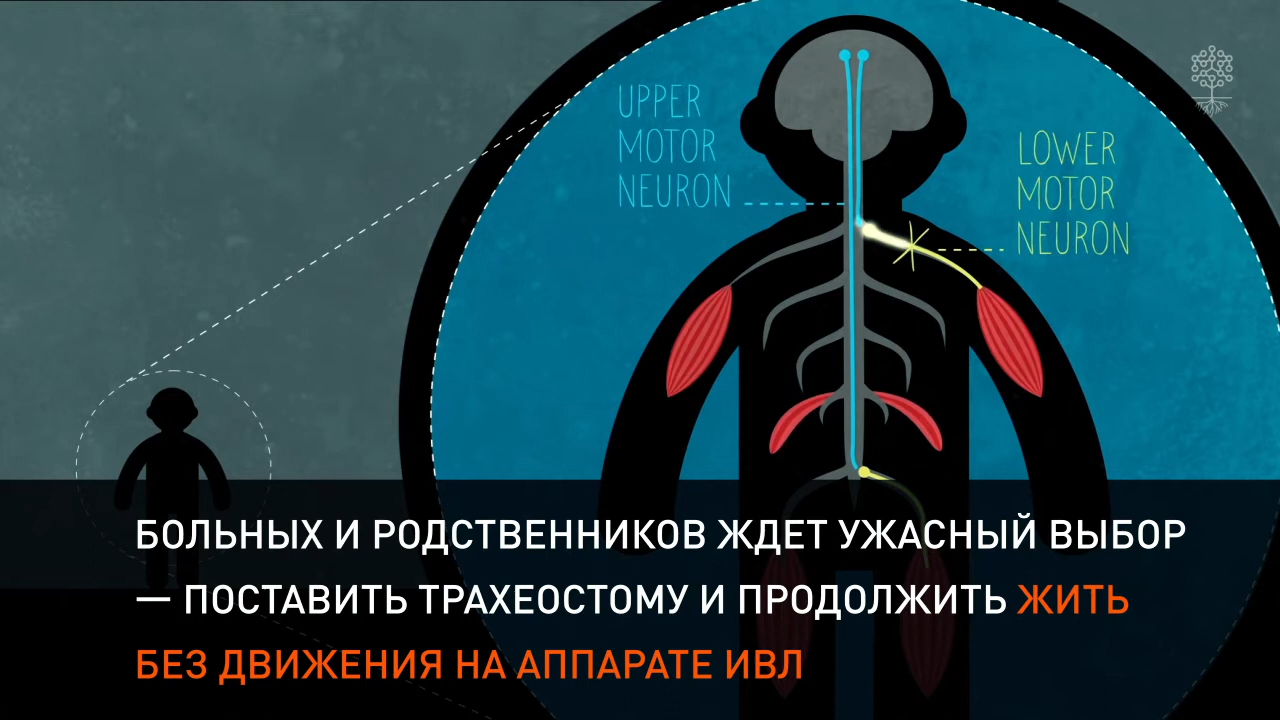 UPPER
MOTOR
NEURON
LOWER
MOTOR
NEURON
БОЛЬНЫХ И РОДСТВЕННИКОВ ЖДЕТ УЖАСНЫЙ ВЫБОР
— ПОСТАВИТЬ ТРАХЕОСТОМУ И ПРОДОЛЖИТЬ ЖИТЬ
БЕЗ ДВИЖЕНИЯ НА АППАРАТЕ ИВЛ